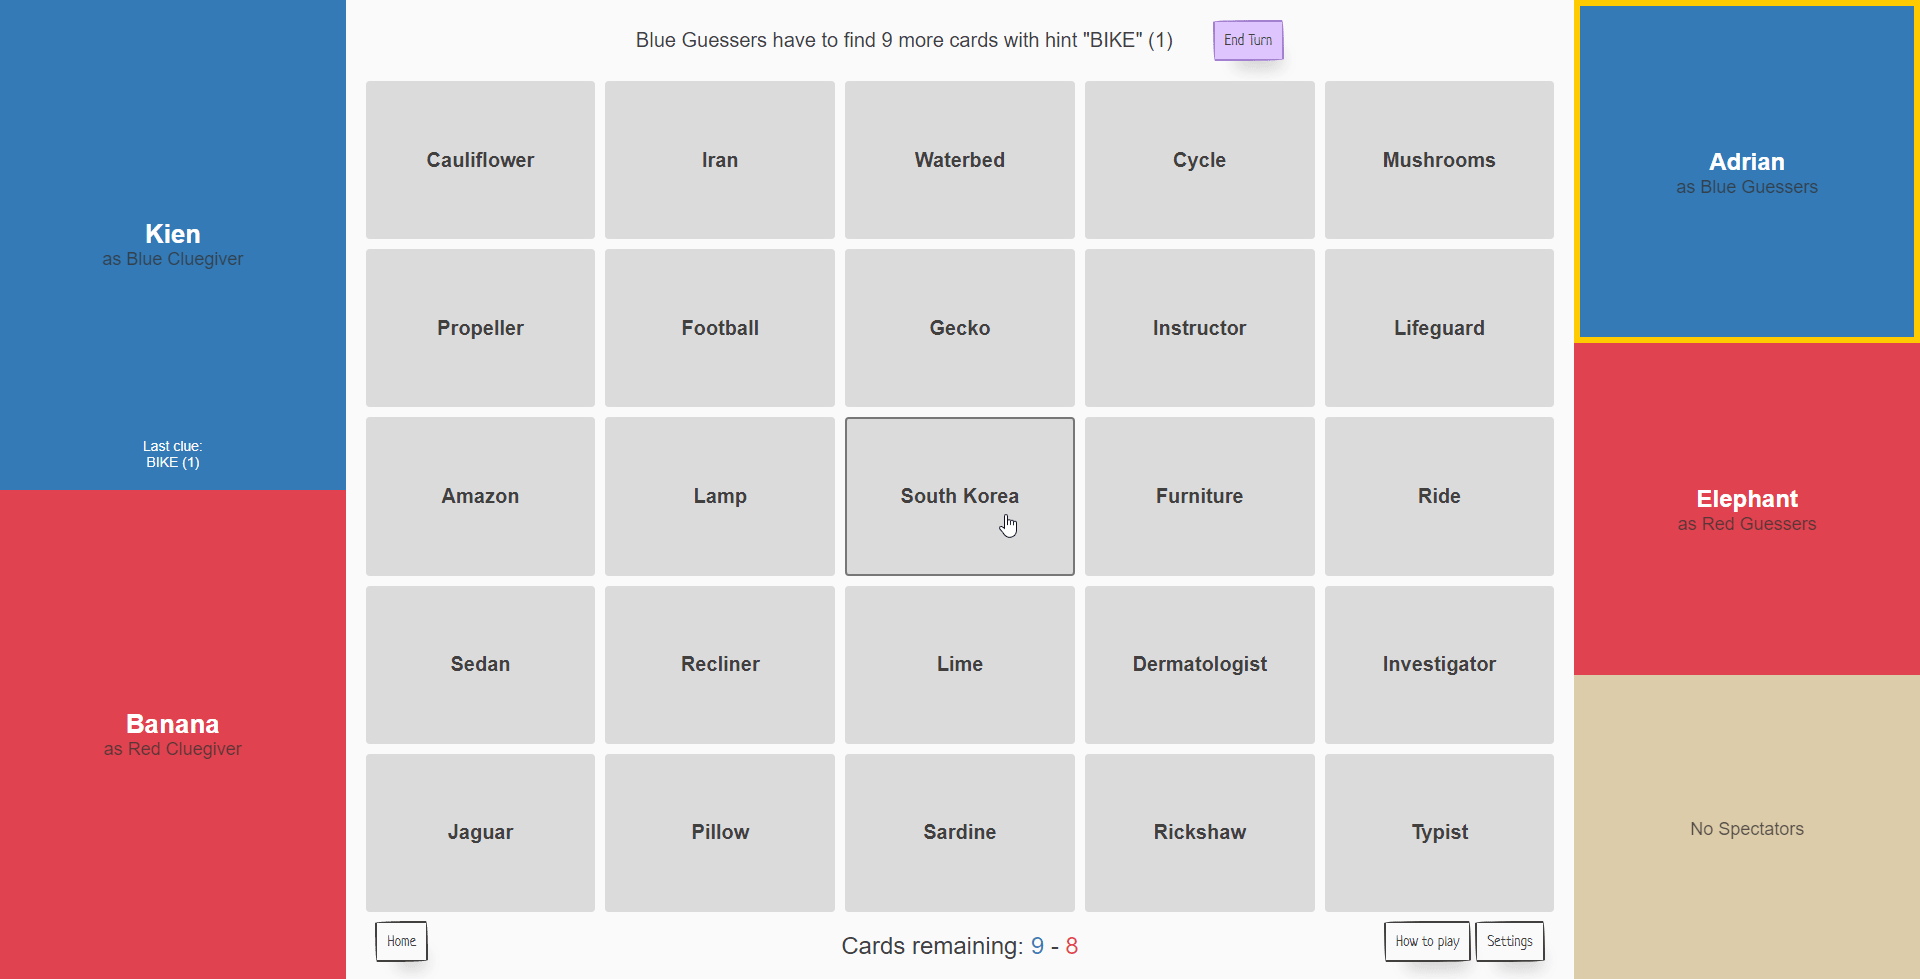 Blue Guessers have to find 9 more cards with hint "BIKE" (1)
End Turn
Kien
as Blue Cluegiver
Last clue:
BIKE (1)
Banana
as Red Cluegiver
Cauliflower
Iran
Waterbed
Cycle
Mushrooms
Propeller
Football
Gecko
Instructor
Lifeguard
Amazon
Lamp
South Korea
Furniture
Ride
Sedan
Recliner
Lime
Dermatologist
Investigator
Jaguar
Pillow
Sardine
Rickshaw
Typist
Home
Cards remaining: 9 - 8
How to play
Settings
Adrian
as Blue Guessers
Elephant
as Red Guessers
No Spectators